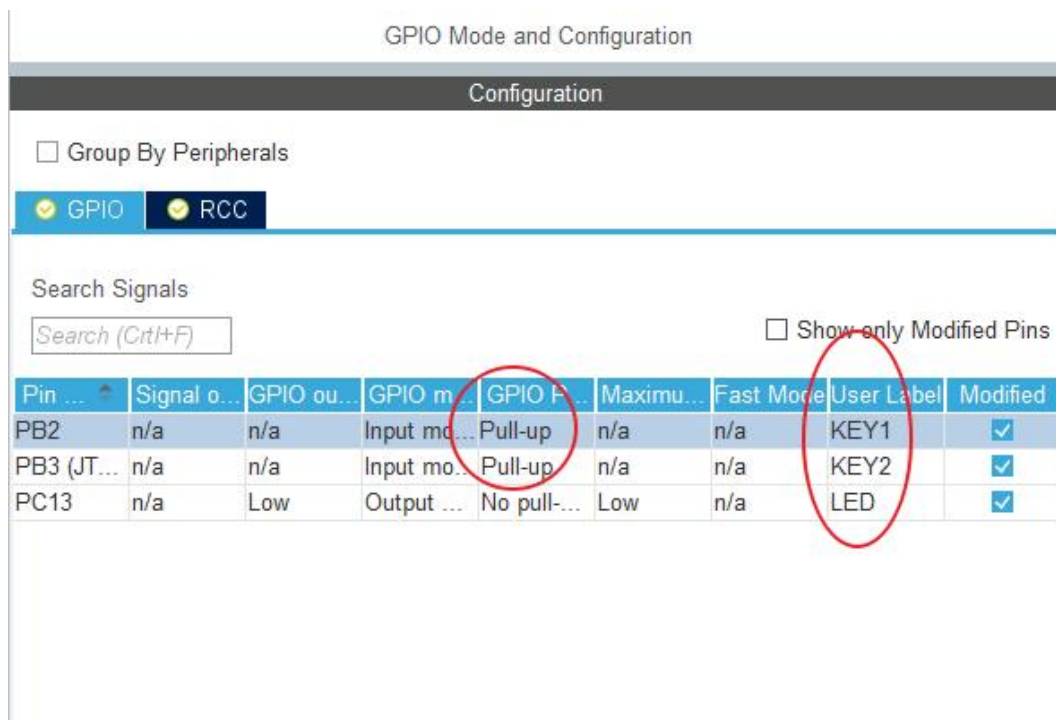 GPIO Mode and Configuration
Configuration
Group By Peripherals
GPIO RCC
Search Signals
Search (Crtl+F)
Show only Modified Pins
Pin ... Signal o... GPIO ou... GPIO m... GPIO P... Maximu... Fast Mode User Label Modified
PB2 n/a n/a Input mo... Pull-up n/a n/a KEY1
PB3 (JT... n/a n/a Input mo... Pull-up n/a n/a KEY2
PC13 n/a Low Output ... No pull-... Low n/a LED